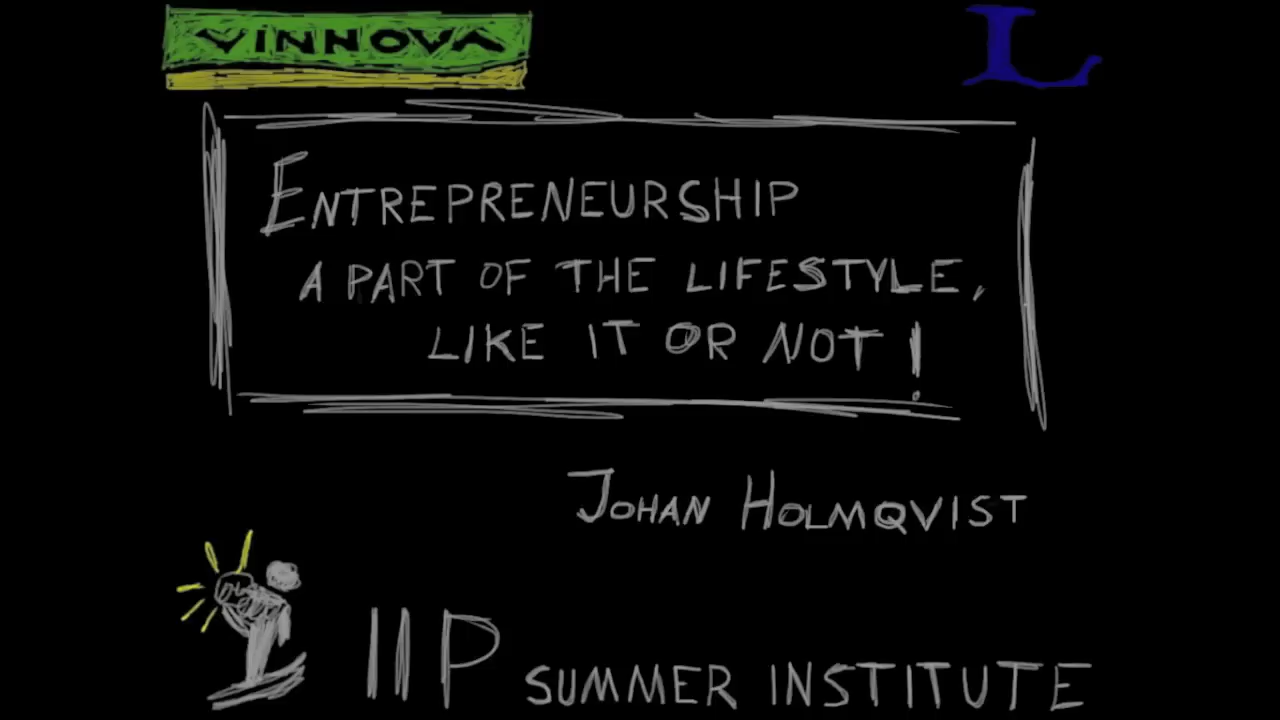 VINNOVA
L
ENTREPRENEURSHIP
A PART OF THE LIFESTYLE,
LIKE IT OR NOT!
JOHAN HOLMQVIST
IIP SUMMER INSTITUTE